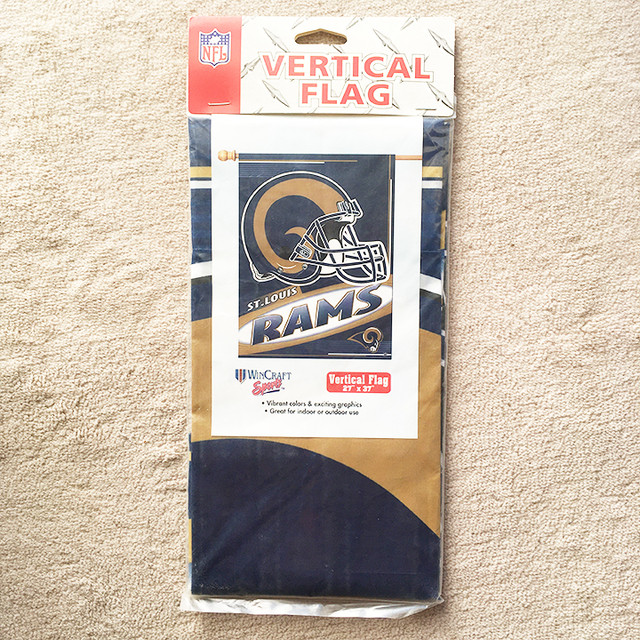 NFL
VERTICAL
FLAG
ST. LOUIS
RAMS
WINCRAFT
Sports
Vertical Flag
27" x 37"
• Vibrant colors & exciting graphics
• Great for indoor or outdoor use